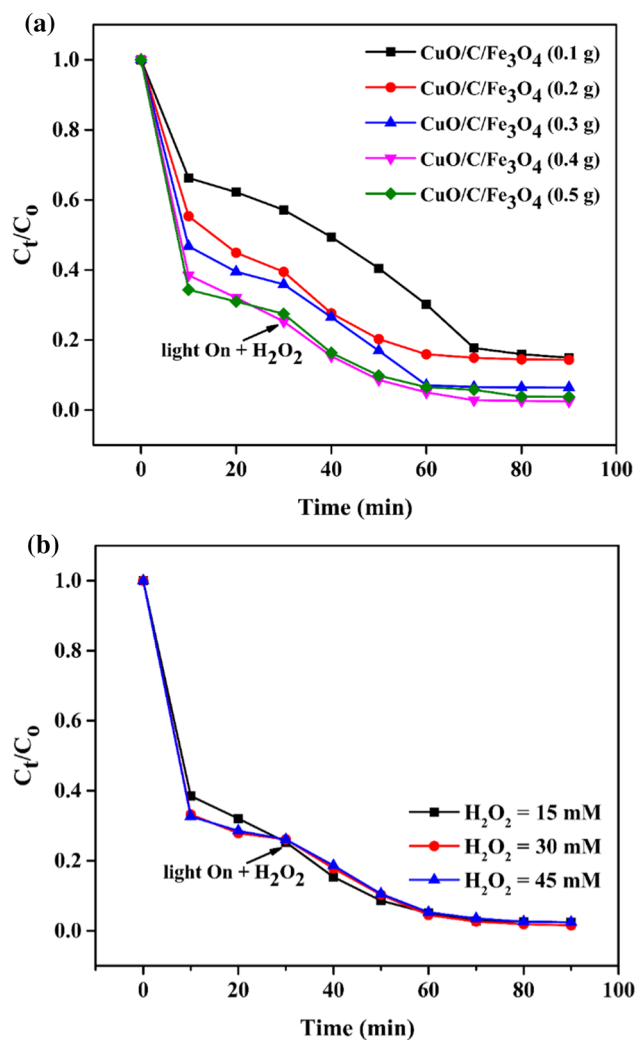 (a)
1.0
0.8
0.6
0.4
0.2
0.0
Ct/Co
CuO/C/Fe3O4 (0.1 g)
CuO/C/Fe3O4 (0.2 g)
CuO/C/Fe3O4 (0.3 g)
CuO/C/Fe3O4 (0.4 g)
CuO/C/Fe3O4 (0.5 g)
light On + H2O2
0 20 40 60 80 100
Time (min)
(b)
1.0
0.8
0.6
0.4
0.2
0.0
Ct/Co
H2O2 = 15 mM
H2O2 = 30 mM
H2O2 = 45 mM
light On + H2O2
0 20 40 60 80 100
Time (min)